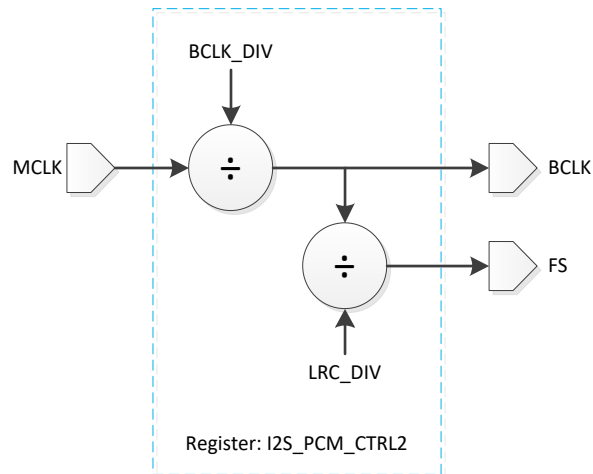 BCLK_DIV
MCLK
÷
BCLK
÷
FS
LRC_DIV
Register: I2S_PCM_CTRL2